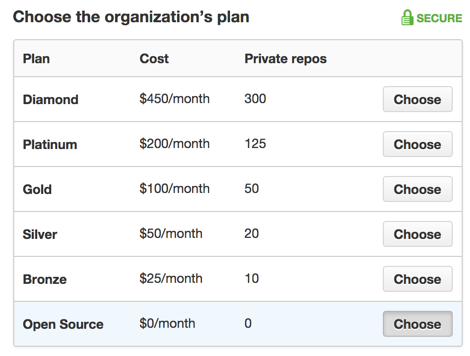 Choose the organization’s plan SECURE
Plan Cost Private repos
Diamond $450/month 300 Choose
Platinum $200/month 125 Choose
Gold $100/month 50 Choose
Silver $50/month 20 Choose
Bronze $25/month 10 Choose
Open Source $0/month 0 Choose